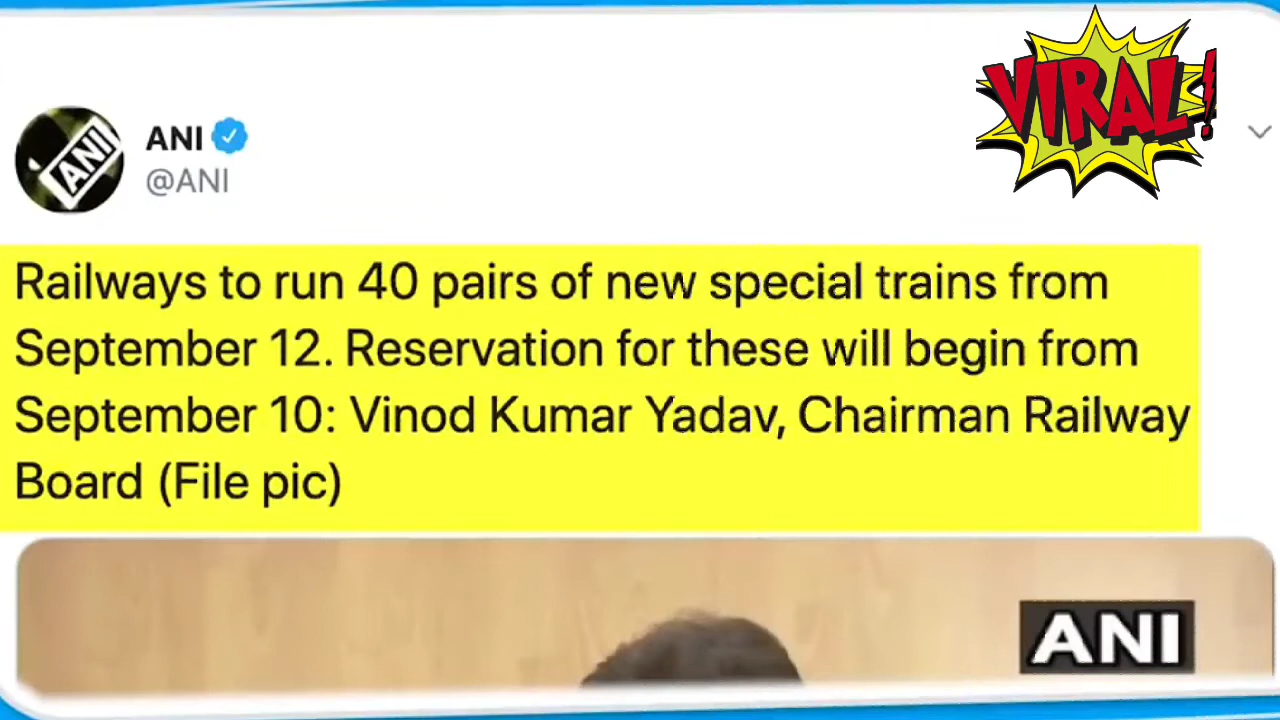 VIRAL!
ANI
ANI
@ANI
Railways to run 40 pairs of new special trains from
September 12. Reservation for these will begin from
September 10: Vinod Kumar Yadav, Chairman Railway
Board (File pic)
ANI